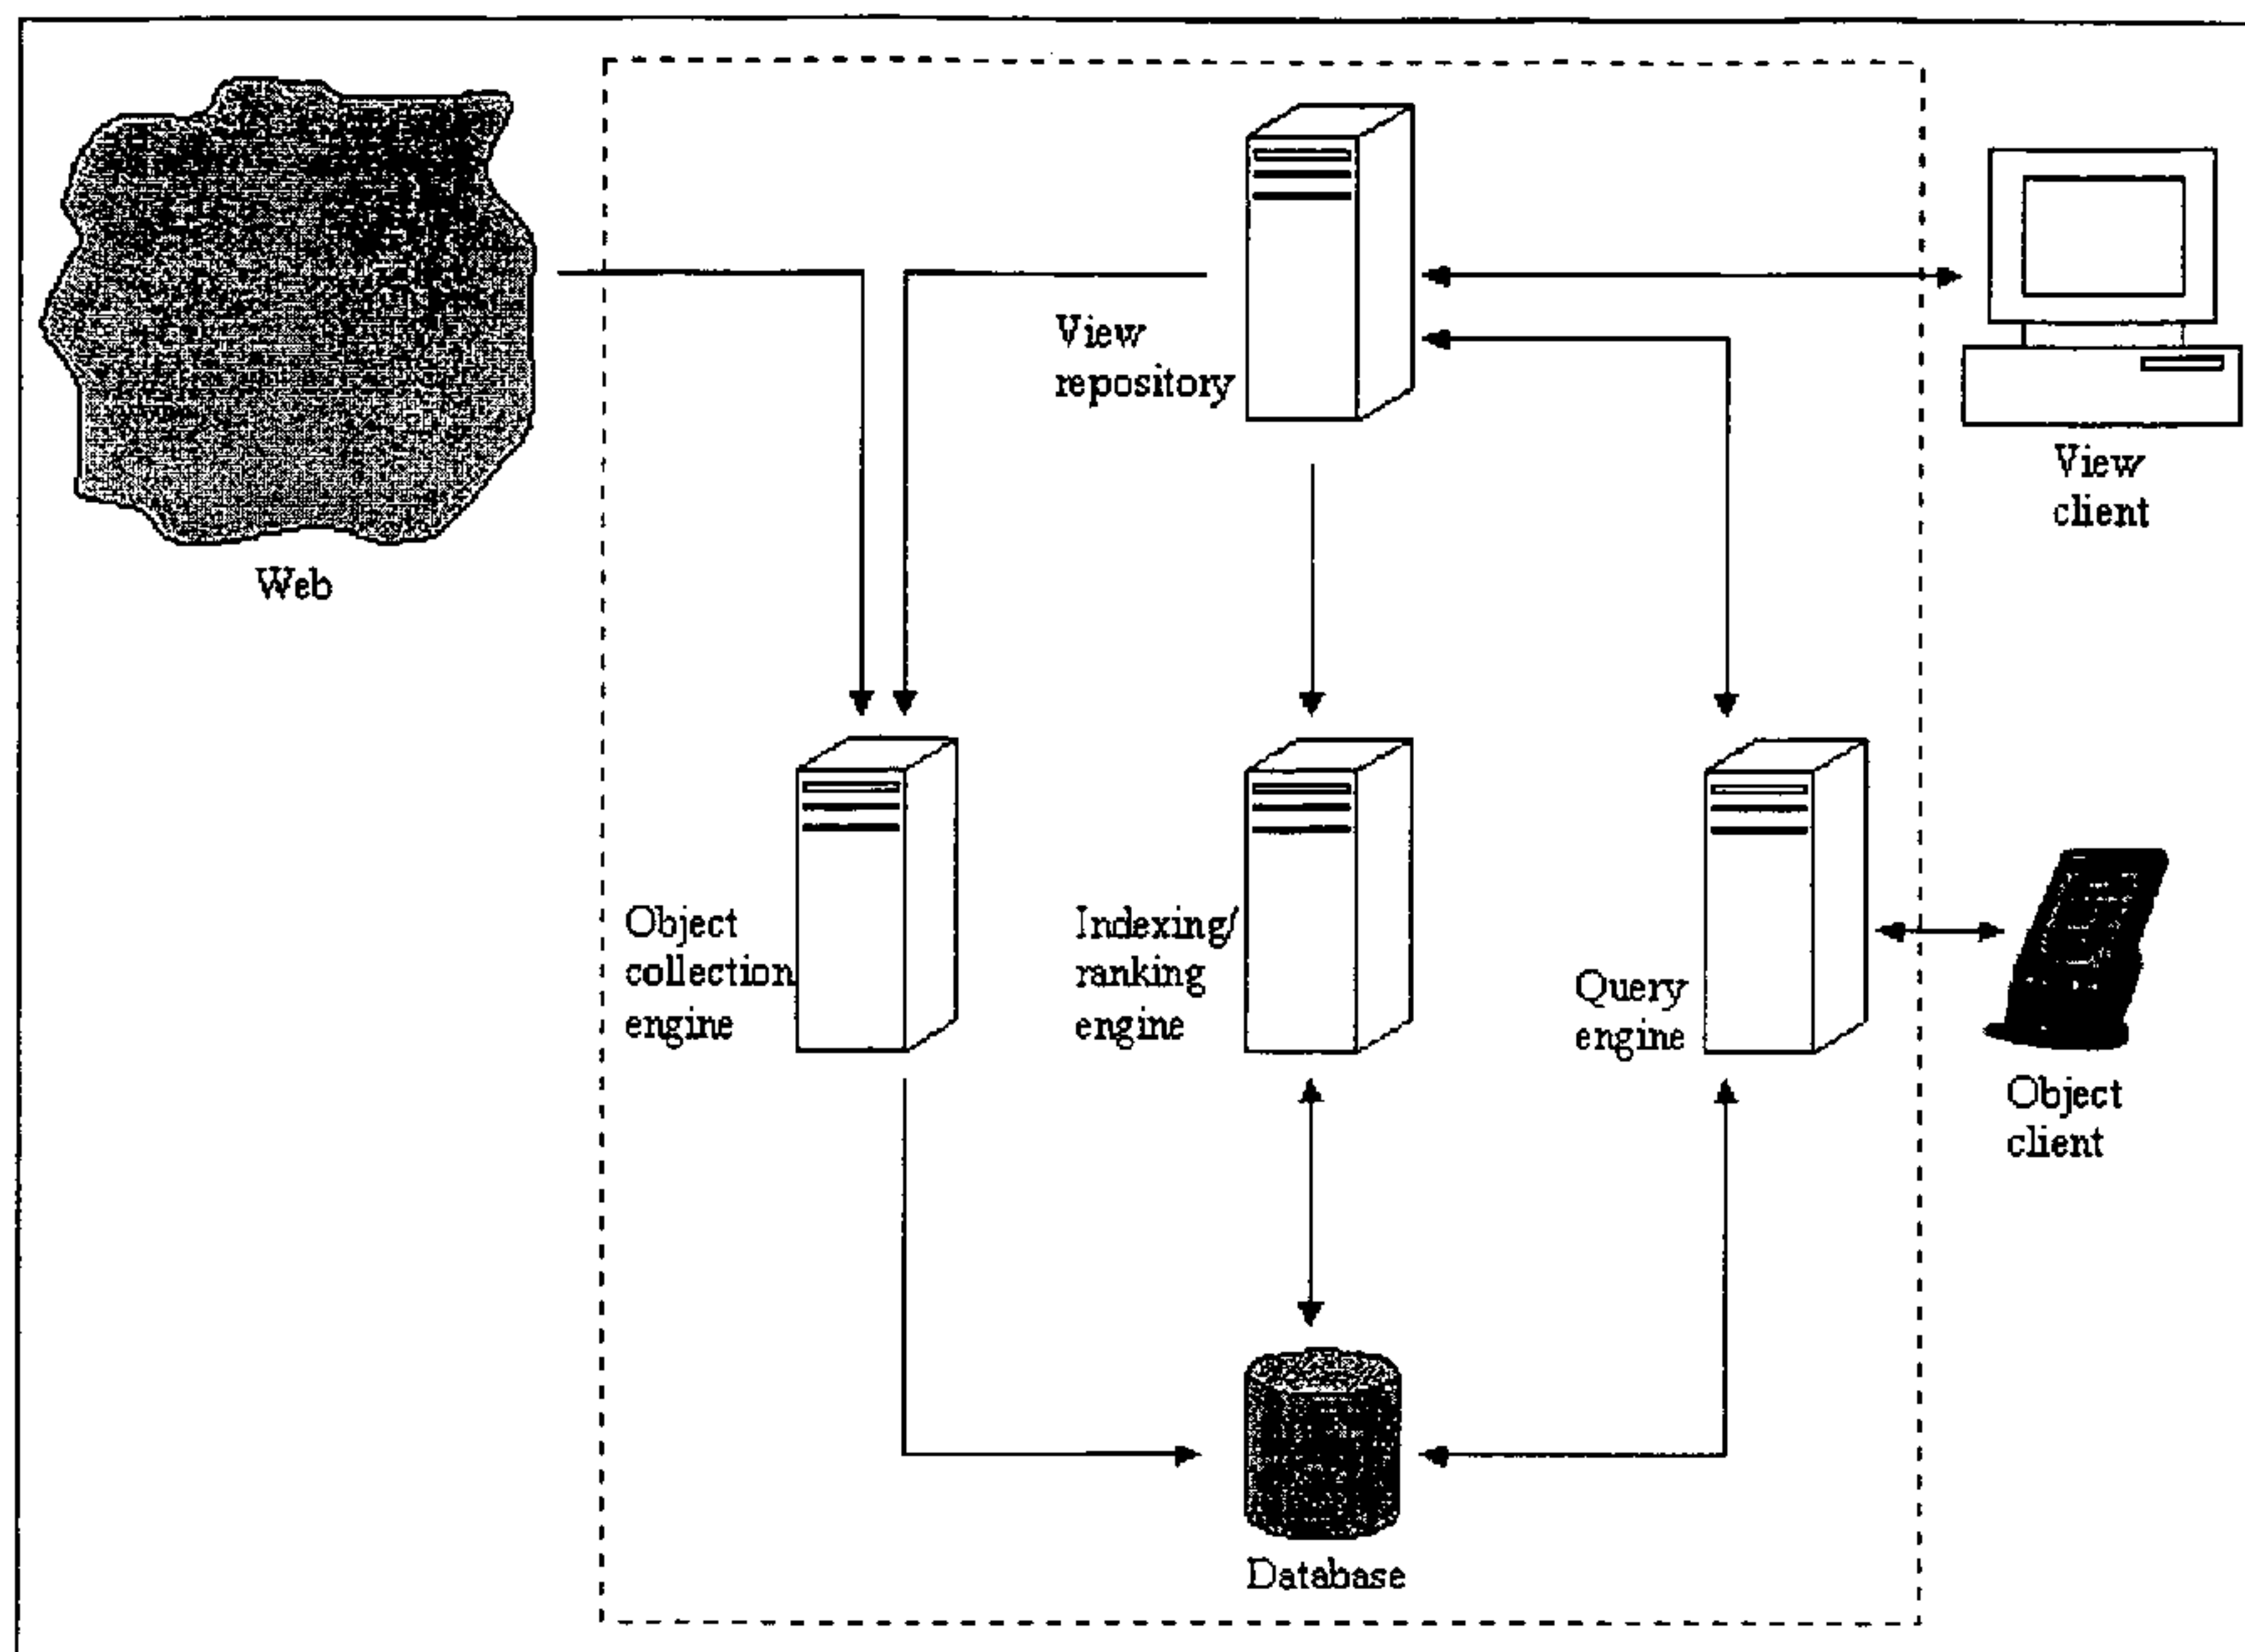 View
repository
View
client
Web
Object
collection
engine
Indexing/
ranking
engine
Query
engine
Object
client
Database